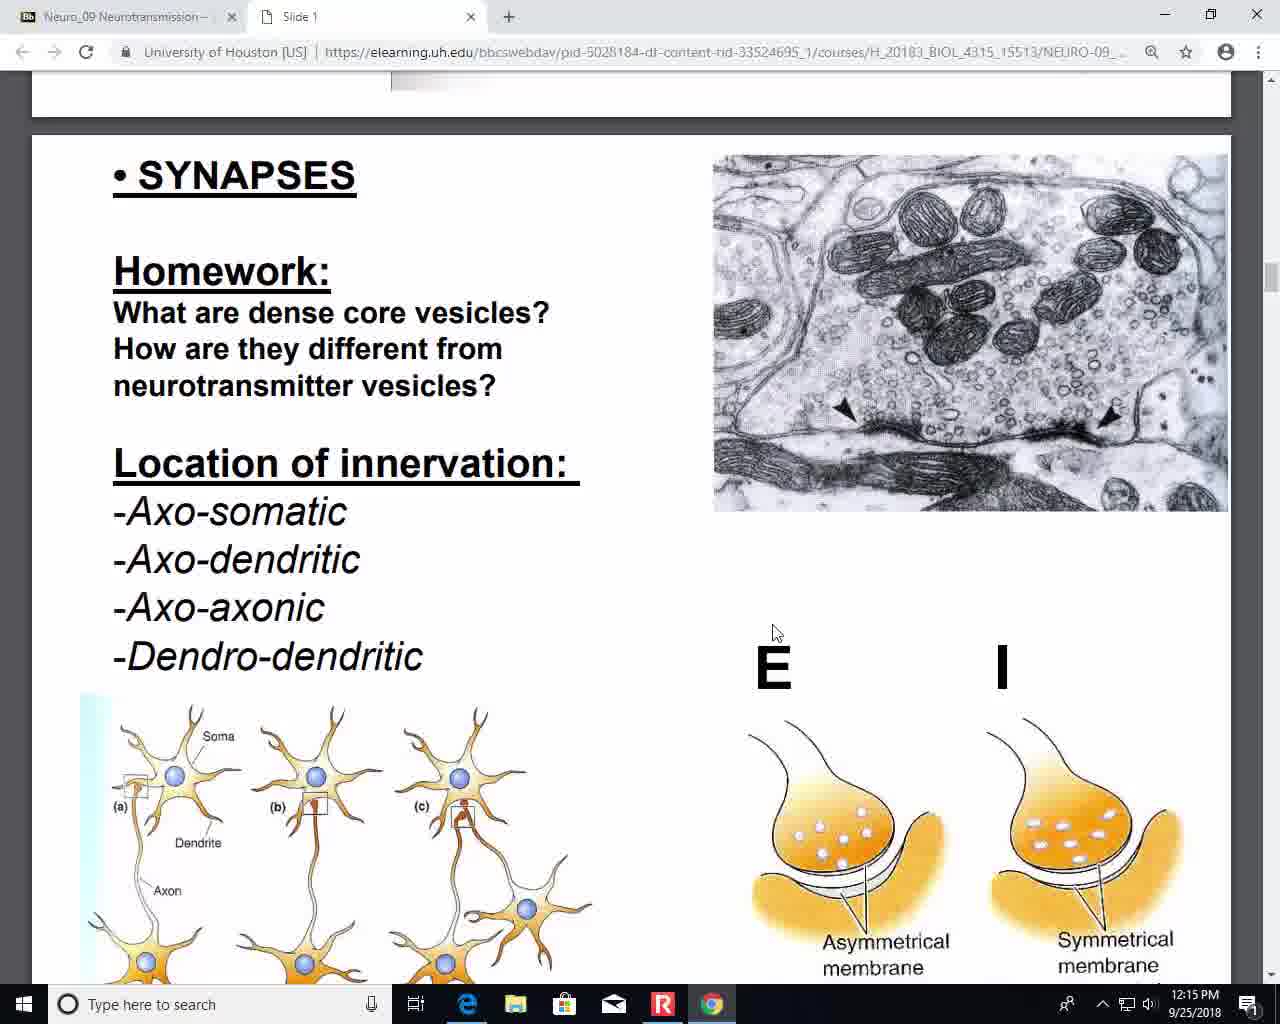 Neuro_09 Neurotransmission –
Slide 1
University of Houston [US]
https://elearning.uh.edu/bbcswebdav/pid-6028184-dt-content-rid-33524695_1/courses/H_20183_BIOL_4315_15513/NEURO-09_...
• SYNAPSES
Homework:
What are dense core vesicles?
How are they different from
neurotransmitter vesicles?
Location of innervation:
-Axo-somatic
-Axo-dendritic
-Axo-axonic
-Dendro-dendritic
E
I
Soma
(a)
(b)
(c)
Dendrite
Axon
Asymmetrical
membrane
Symmetrical
membrane
Type here to search
12:15 PM
9/25/2018